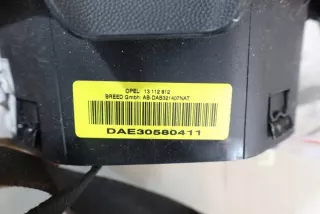 OPEL 13 112 812
BREED GmbH AB-DAB321407NAT
DAE30580411